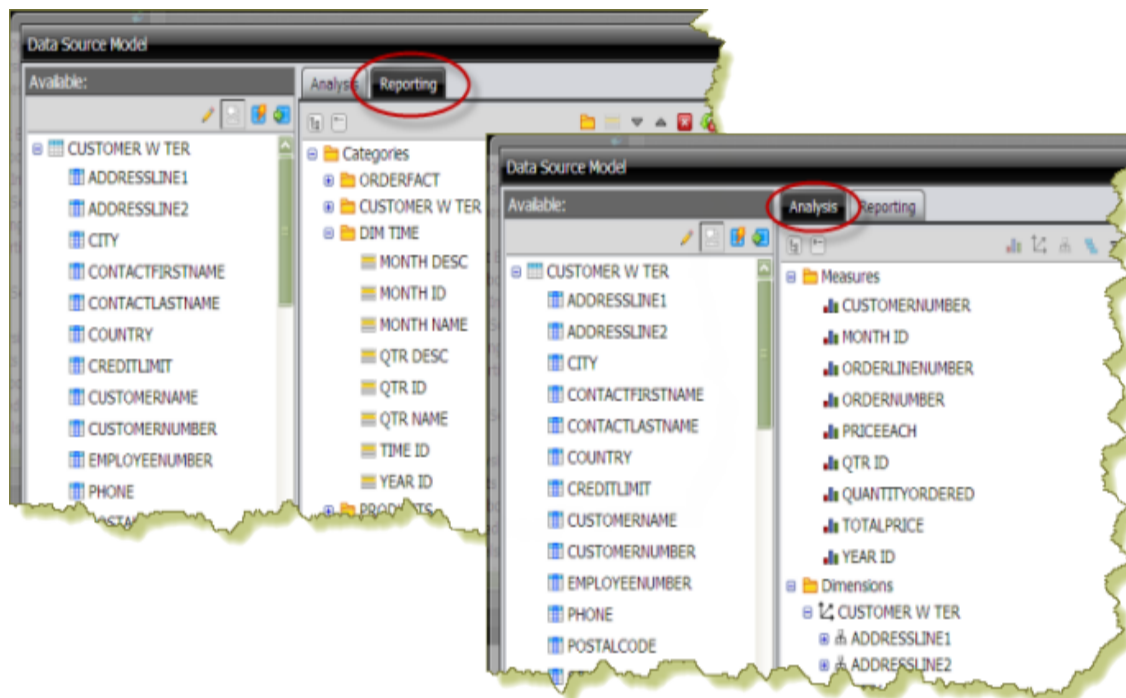 Data Source Model
Available:
CUSTOMER W TER
ADDRESSLINE1
ADDRESSLINE2
CITY
CONTACTFIRSTNAME
CONTACTLASTNAME
COUNTRY
CREDITLIMIT
CUSTOMERNAME
CUSTOMERNUMBER
EMPLOYEENUMBER
PHONE
Analysis
Reporting
Categories
ORDERFACT
CUSTOMER W TER
DIM TIME
MONTH DESC
MONTH ID
MONTH NAME
QTR DESC
QTR ID
QTR NAME
TIME ID
YEAR ID
PRODUCTS
Data Source Model
Available:
CUSTOMER W TER
ADDRESSLINE1
ADDRESSLINE2
CITY
CONTACTFIRSTNAME
CONTACTLASTNAME
COUNTRY
CREDITLIMIT
CUSTOMERNAME
CUSTOMERNUMBER
EMPLOYEENUMBER
PHONE
POSTALCODE
Analysis
Reporting
Measures
CUSTOMERNUMBER
MONTH ID
ORDERLINENUMBER
ORDERNUMBER
PRICEEACH
QTR ID
QUANTITYORDERED
TOTALPRICE
YEAR ID
Dimensions
CUSTOMER W TER
ADDRESSLINE1
ADDRESSLINE2